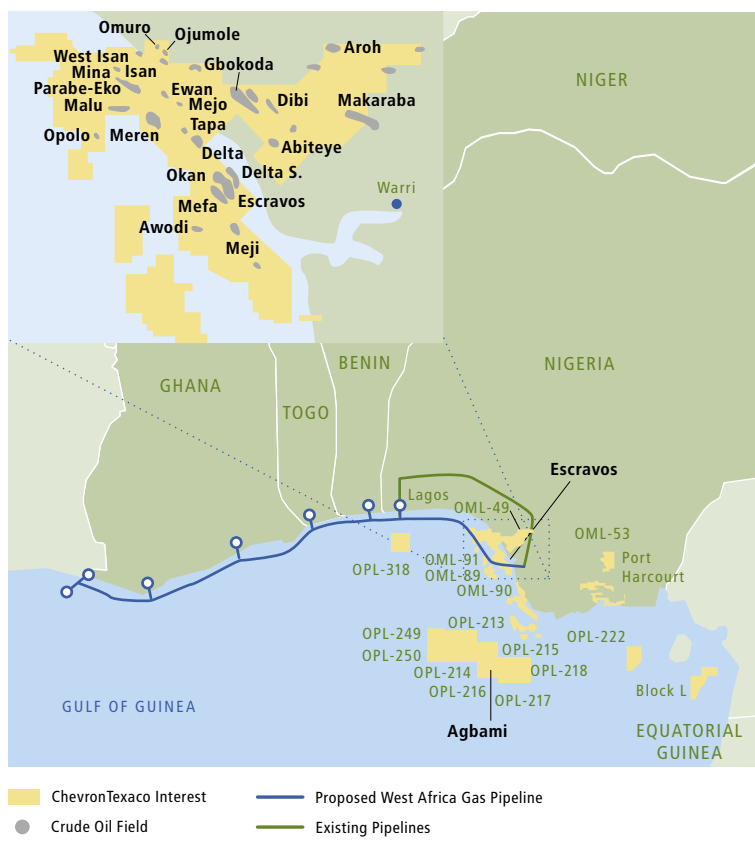 Omuro
Ojumole
Aroh
West Isan
Gbokoda
Mina
Isan
Parabe-Eko
Ewan
Dibi
Makaraba
Malu
Mejo
Tapa
Opolo
Meren
Abiteye
Delta
Okan
Delta S.
Warri
Mefa
Escravos
Awodi
Meji
NIGER
BENIN
NIGERIA
GHANA
TOGO
Escravos
Lagos
OML-49
OML-53
OML-91
Port
Harcourt
OPL-318
OML-89
OML-90
OPL-213
OPL-249
OPL-222
OPL-215
OPL-250
OPL-214
OPL-218
OPL-216
Block L
OPL-217
GULF OF GUINEA
Agbami
EQUATORIAL
GUINEA
ChevronTexaco Interest
Proposed West Africa Gas Pipeline
Crude Oil Field
Existing Pipelines